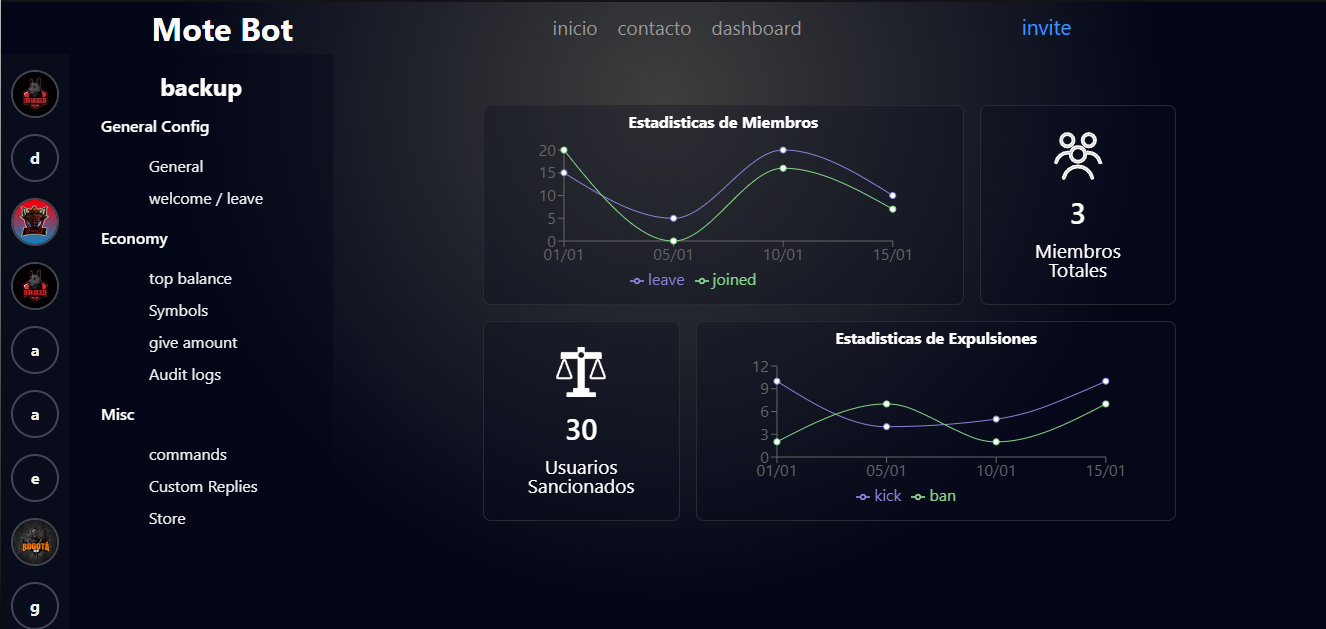 Mote Bot
inicio contacto dashboard
invite
d
a
a
e
BOGOTÁ
g
backup
General Config
General
welcome / leave
Economy
top balance
Symbols
give amount
Audit logs
Misc
commands
Custom Replies
Store
Estadisticas de Miembros
20
15
10
5
0
01/01 05/01 10/01 15/01
leave joined
3
Miembros
Totales
30
Usuarios
Sancionados
Estadisticas de Expulsiones
12
9
6
3
0
01/01 05/01 10/01 15/01
kick ban